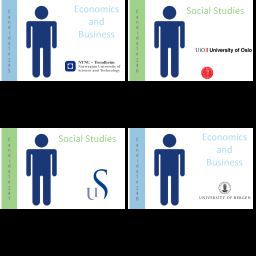 Economics
and
Business
NTNU – Trondheim
Norwegian University of
Science and Technology
Social Studies
UiO University of Oslo
Social Studies
uiS
Economics
and
Business
UNIVERSITY OF BERGEN